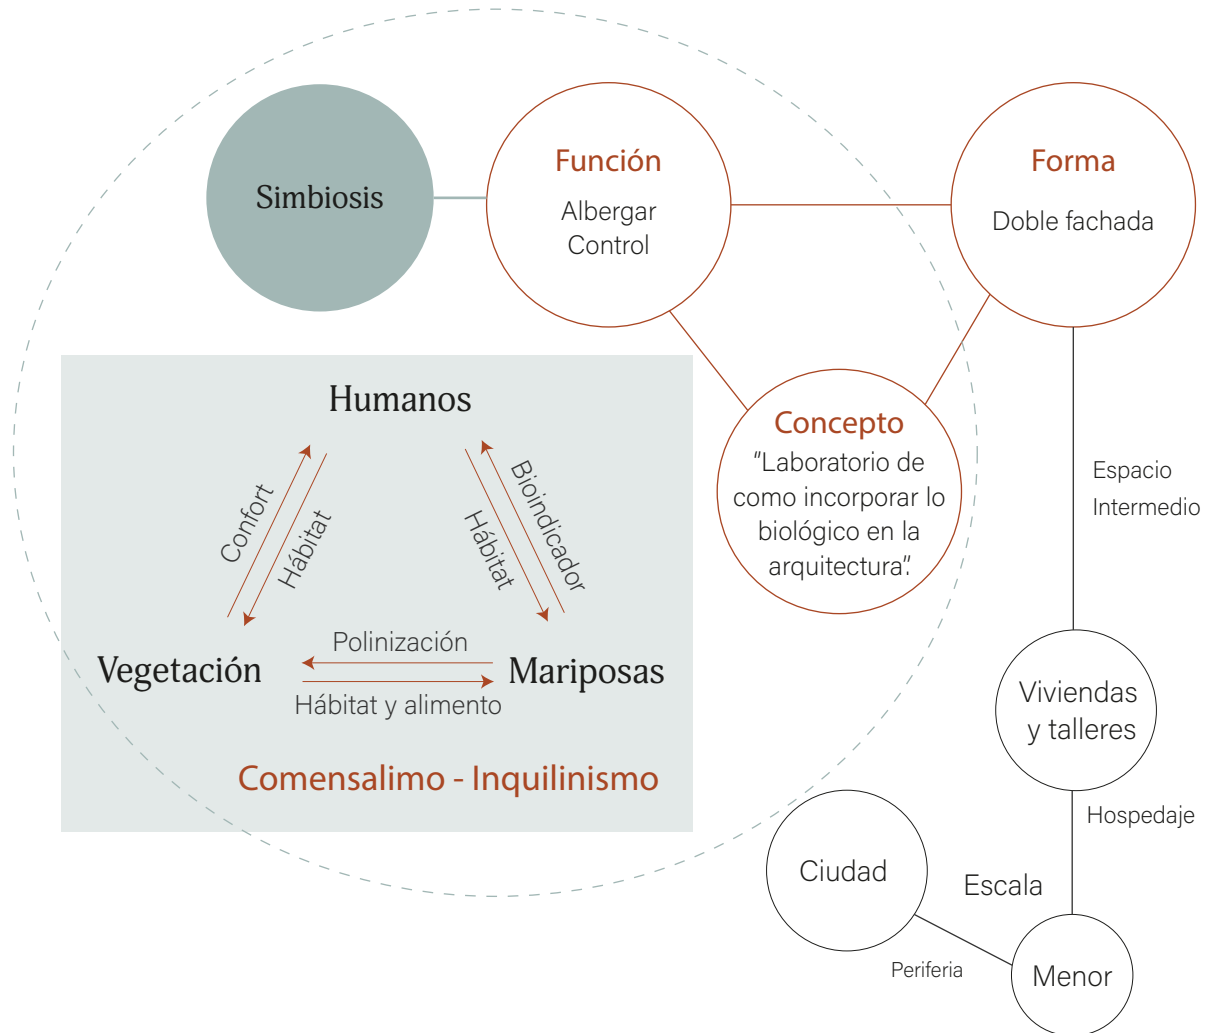 Simbiosis
Función
Albergar
Control
Forma
Doble fachada
Concepto
"Laboratorio de
como incorporar lo
biológico en la
arquitectura".
Humanos
Confort
Hábitat
Hábitat
Bioindicador
Vegetación
Polinización
Hábitat y alimento
Mariposas
Comensalimo - Inquilinismo
Espacio
Intermedio
Viviendas
y talleres
Hospedaje
Ciudad
Escala
Periferia
Menor